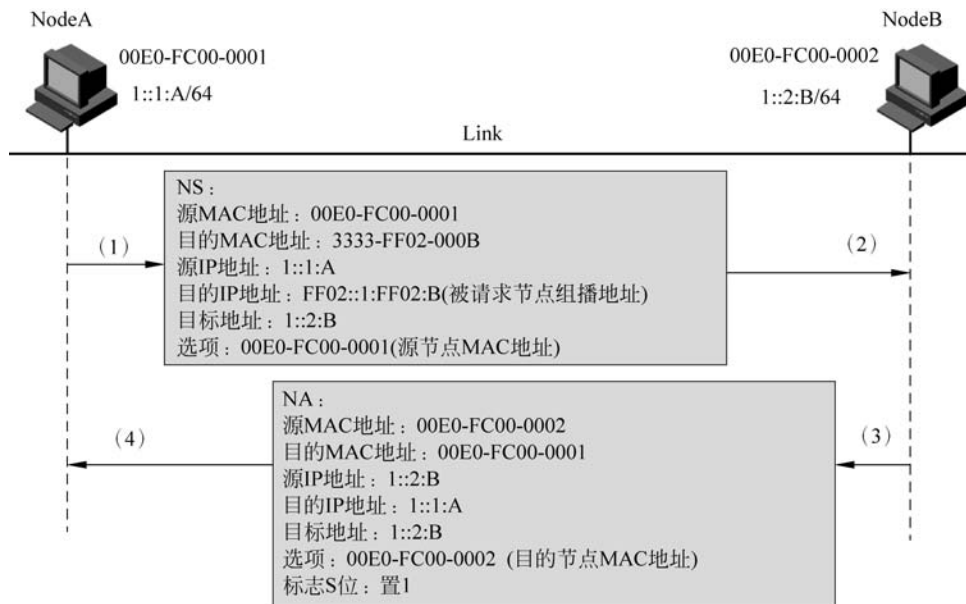 NodeA
NodeB
00E0-FC00-0001
00E0-FC00-0002
1::1:A/64
1::2:B/64
Link
NS：
源MAC地址：00E0-FC00-0001
目的MAC地址：3333-FF02-000B
源IP地址：1::1:A
目的IP地址：FF02::1:FF02:B(被请求节点组播地址)
目标地址：1::2:B
选项：00E0-FC00-0001(源节点MAC地址)
(1)
(2)
NA：
源MAC地址：00E0-FC00-0002
目的MAC地址：00E0-FC00-0001
源IP地址：1::2:B
目的IP地址：1::1:A
目标地址：1::2:B
选项：00E0-FC00-0002 (目的节点MAC地址)
标志S位：置1
(4)
(3)